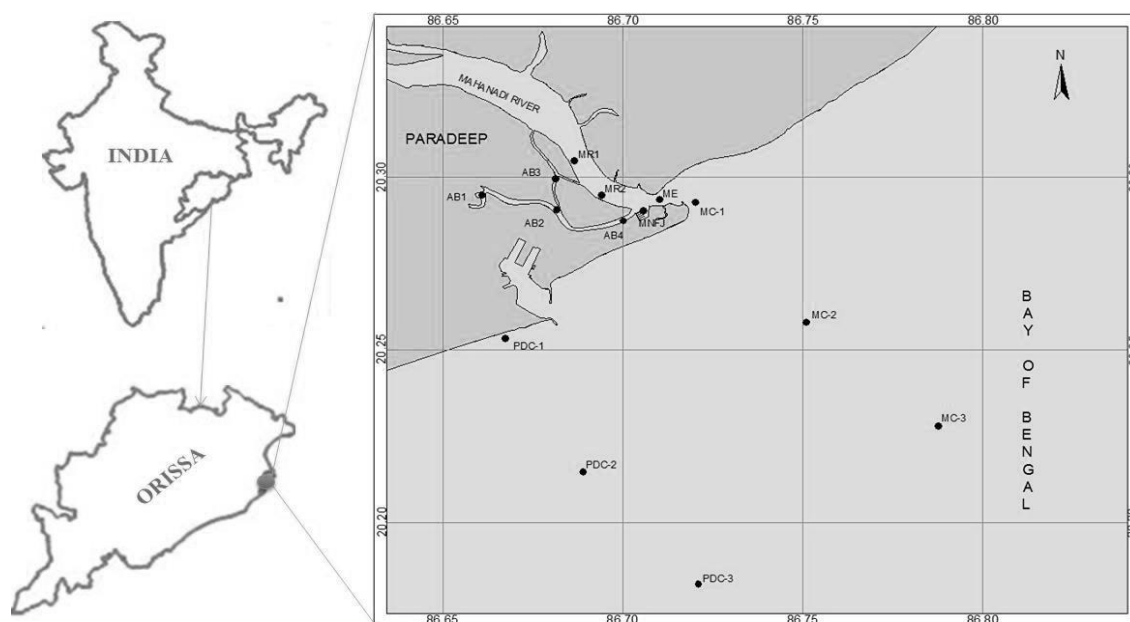 INDIA
ORISSA
86.65 86.70 86.75 86.80
N
MAHANADI RIVER
PARADEEP
MR1
20.30
AB3
MR2
ME
AB1
MC-1
AB2
MNFJ
AB4
MC-2
PDC-1
20.25
BAY OF BENGAL
MC-3
PDC-2
20.20
PDC-3
86.65 86.70 86.75 86.80